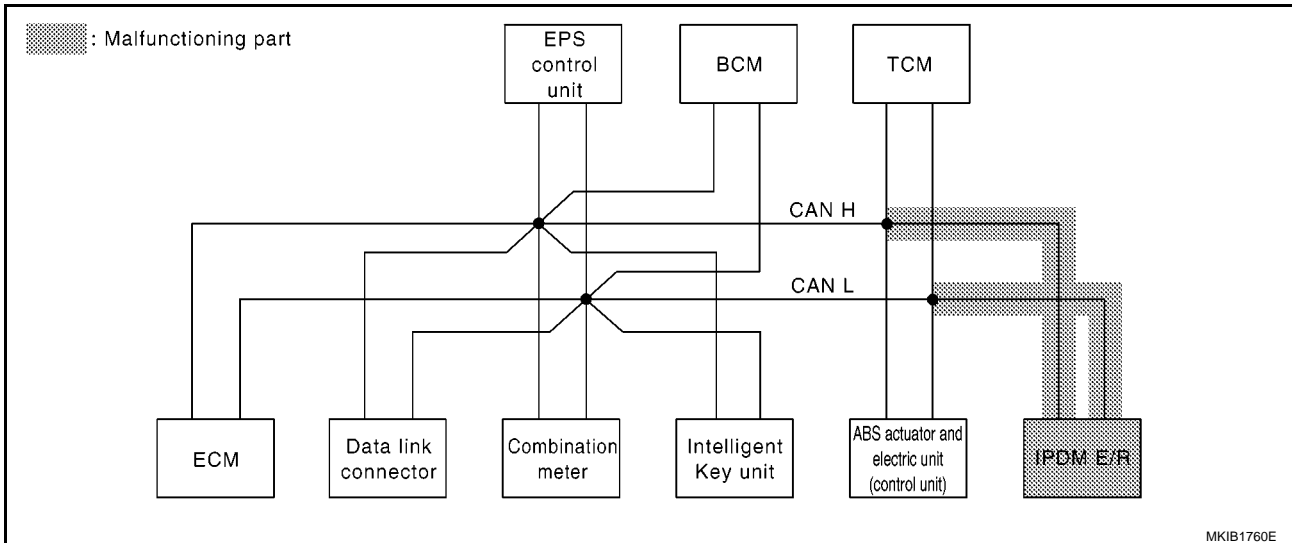 : Malfunctioning part
EPS
control
unit
BCM
TCM
CAN H
CAN L
ECM
Data link
connector
Combination
meter
Intelligent
Key unit
ABS actuator and
electric unit
(control unit)
IPDM E/R
MKIB1760E